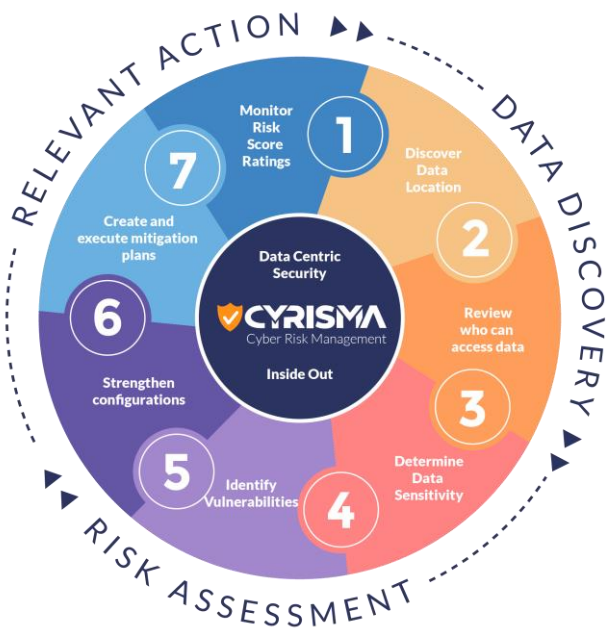 RELEVANT ACTION
DATA DISCOVERY
RISK ASSESSMENT
1
Monitor
Risk
Score
Ratings
Discover
Data
Location
2
Review
who can
access data
3
Determine
Data
Sensitivity
4
Identify
Vulnerabilities
5
Strengthen
configurations
6
Create and
execute mitigation
plans
7
Data Centric
Security
CYRISMA
Cyber Risk Management
Inside Out